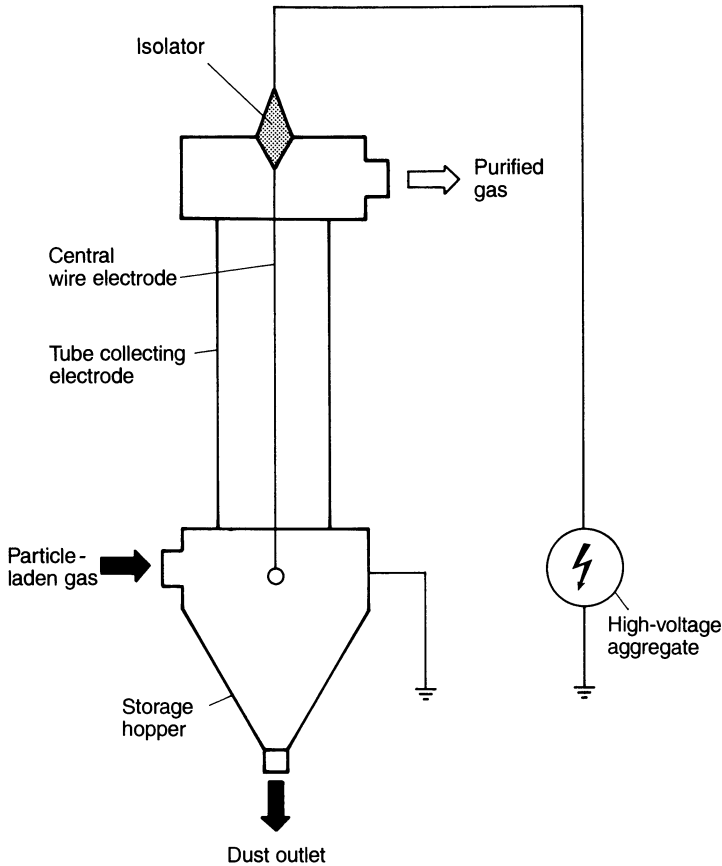 Isolator
Purified
gas
Central
wire electrode
Tube collecting
electrode
Particle-
laden gas
High-voltage
aggregate
Storage
hopper
Dust outlet